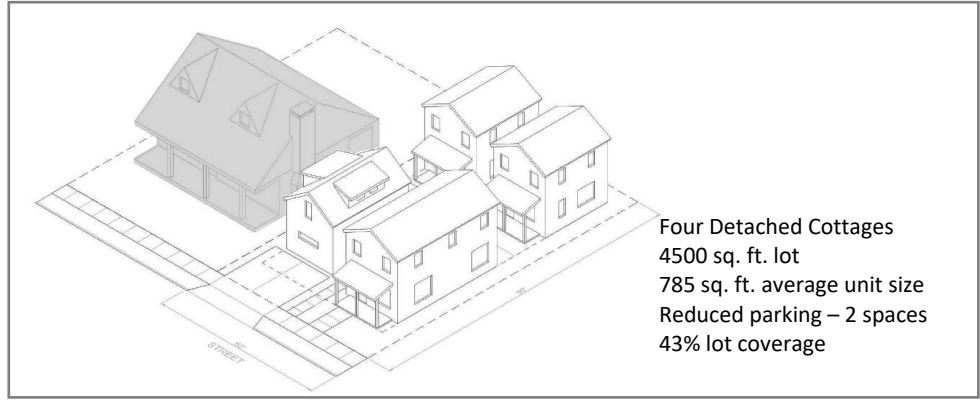 Four Detached Cottages
4500 sq. ft. lot
785 sq. ft. average unit size
Reduced parking – 2 spaces
43% lot coverage
STREET